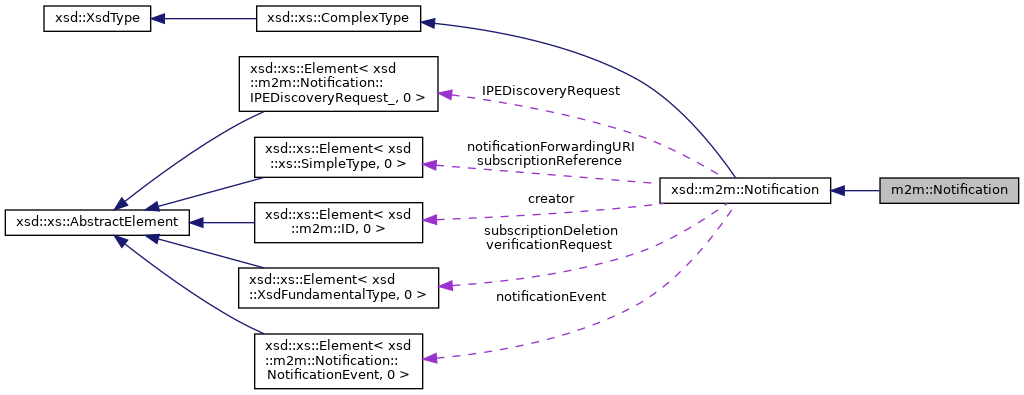 xsd::XsdType
xsd::xs::ComplexType
xsd::xs::Element< xsd
::m2m::Notification::
IPEDiscoveryRequest_, 0 >
IPEDiscoveryRequest
xsd::xs::Element< xsd
::xs::SimpleType, 0 >
notificationForwardingURI
subscriptionReference
xsd::m2m::Notification
m2m::Notification
xsd::xs::AbstractElement
xsd::xs::Element< xsd
::m2m::ID, 0 >
creator
xsd::xs::Element< xsd
::XsdFundamentalType, 0 >
subscriptionDeletion
verificationRequest
xsd::xs::Element< xsd
::m2m::Notification::
NotificationEvent, 0 >
notificationEvent